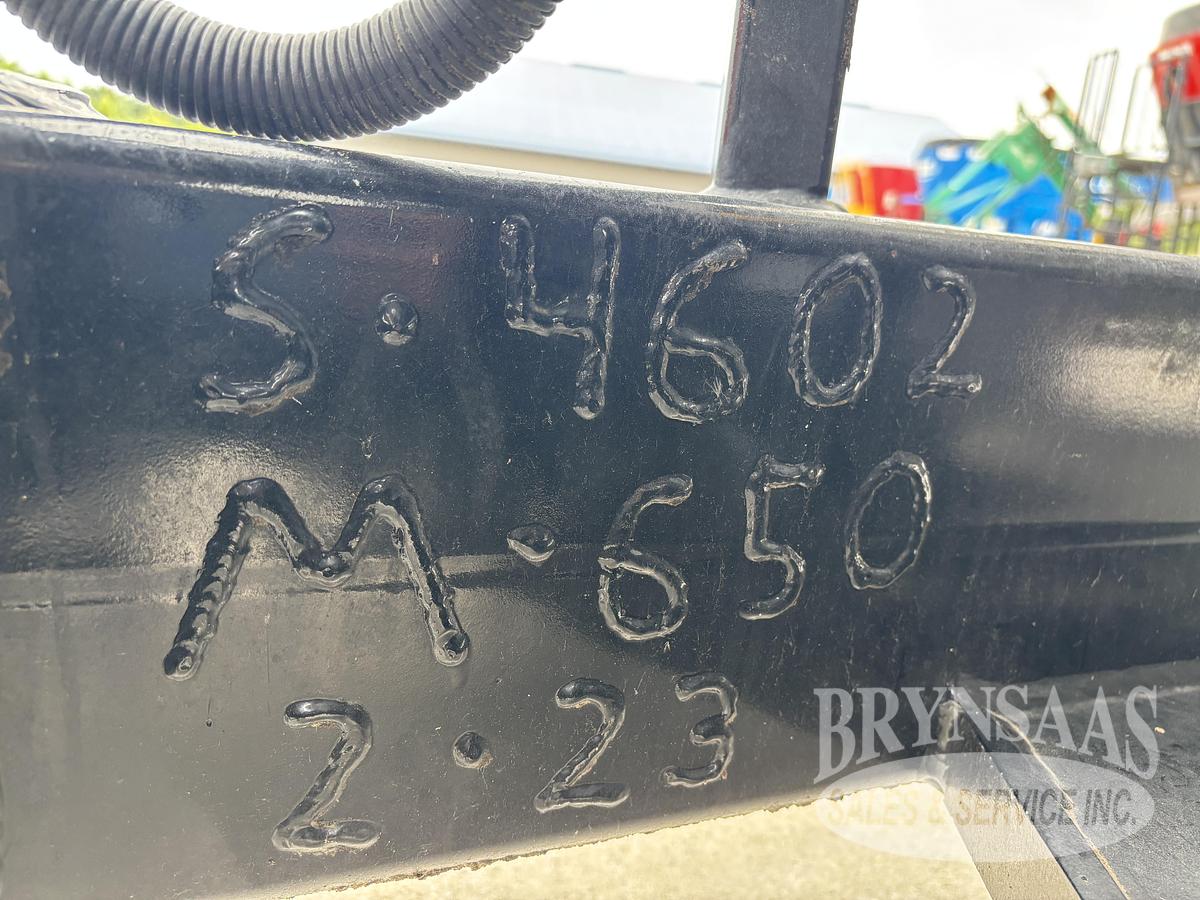 S·4602
M·650
2·23
BRYNSAAS
SALES & SERVICE INC.